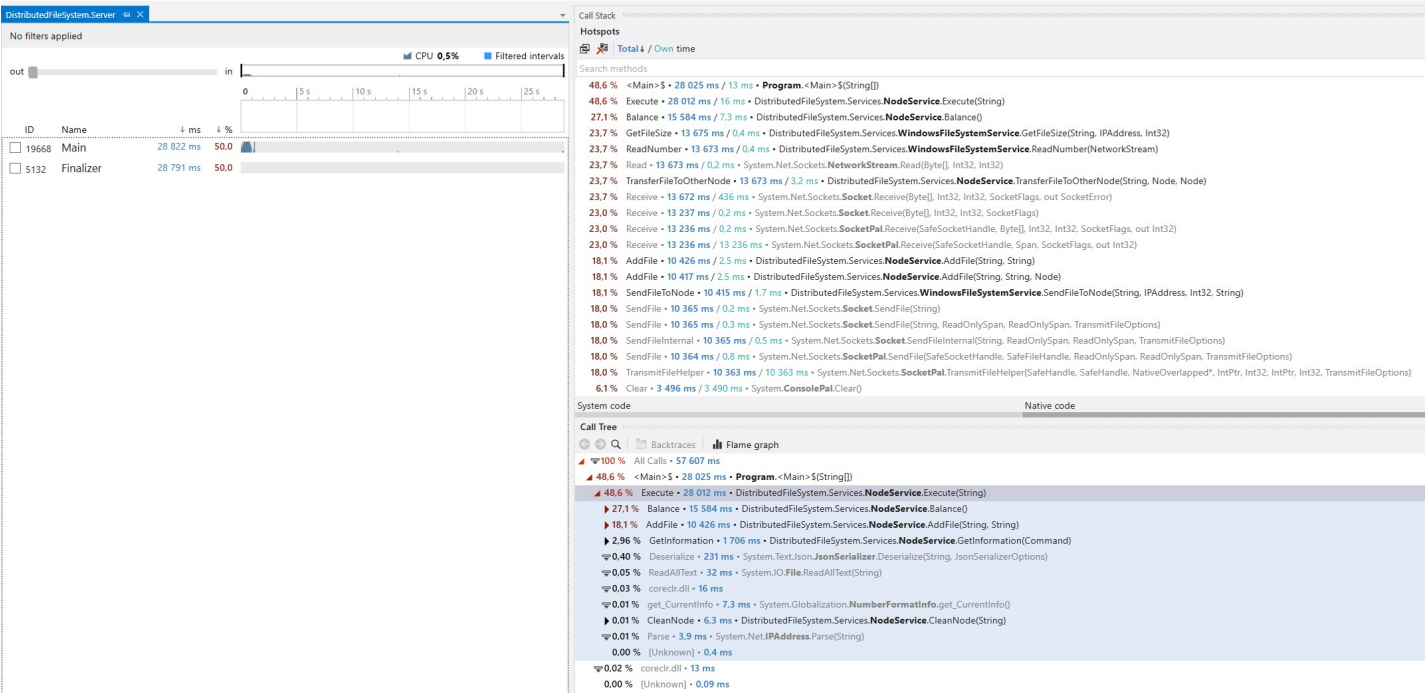 DistributedFileSystem.Server
No filters applied
CPU 0,5% Filtered intervals
out in
0 5 s 10 s 15 s 20 s 25 s
ID Name ↓ ms ↓ %
19668 Main 28 822 ms 50,0
5132 Finalizer 28 791 ms 50,0
Call Stack
Hotspots
Total↓ / Own time
Search methods
48,6 % <Main>$ • 28 025 ms / 13 ms • Program.<Main>$(String[])
48,6 % Execute • 28 012 ms / 16 ms • DistributedFileSystem.Services.NodeService.Execute(String)
27,1 % Balance • 15 584 ms / 7,3 ms • DistributedFileSystem.Services.NodeService.Balance()
23,7 % GetFileSize • 13 675 ms / 0,4 ms • DistributedFileSystem.Services.WindowsFileSystemService.GetFileSize(String, IPAddress, Int32)
23,7 % ReadNumber • 13 673 ms / 0,4 ms • DistributedFileSystem.Services.WindowsFileSystemService.ReadNumber(NetworkStream)
23,7 % Read • 13 673 ms / 0,2 ms • System.Net.Sockets.NetworkStream.Read(Byte[], Int32, Int32)
23,7 % TransferFileToOtherNode • 13 673 ms / 3,2 ms • DistributedFileSystem.Services.NodeService.TransferFileToOtherNode(String, Node, Node)
23,7 % Receive • 13 672 ms / 436 ms • System.Net.Sockets.Socket.Receive(Byte[], Int32, Int32, SocketFlags, out SocketError)
23,0 % Receive • 13 237 ms / 0,2 ms • System.Net.Sockets.Socket.Receive(Byte[], Int32, Int32, SocketFlags)
23,0 % Receive • 13 236 ms / 0,2 ms • System.Net.Sockets.SocketPal.Receive(SafeSocketHandle, Byte[], Int32, Int32, SocketFlags, out Int32)
23,0 % Receive • 13 236 ms / 13 236 ms • System.Net.Sockets.SocketPal.Receive(SafeSocketHandle, Span, SocketFlags, out Int32)
18,1 % AddFile • 10 426 ms / 2,5 ms • DistributedFileSystem.Services.NodeService.AddFile(String, String)
18,1 % AddFile • 10 417 ms / 2,5 ms • DistributedFileSystem.Services.NodeService.AddFile(String, String, Node)
18,1 % SendFileToNode • 10 415 ms / 1,7 ms • DistributedFileSystem.Services.WindowsFileSystemService.SendFileToNode(String, IPAddress, Int32, String)
18,0 % SendFile • 10 365 ms / 0,2 ms • System.Net.Sockets.Socket.SendFile(String)
18,0 % SendFile • 10 365 ms / 0,3 ms • System.Net.Sockets.Socket.SendFile(String, ReadOnlySpan, ReadOnlySpan, TransmitFileOptions)
18,0 % SendFileInternal • 10 365 ms / 0,5 ms • System.Net.Sockets.Socket.SendFileInternal(String, ReadOnlySpan, ReadOnlySpan, TransmitFileOptions)
18,0 % SendFile • 10 364 ms / 0,8 ms • System.Net.Sockets.SocketPal.SendFile(SafeSocketHandle, SafeFileHandle, ReadOnlySpan, ReadOnlySpan, TransmitFileOptions)
18,0 % TransmitFileHelper • 10 363 ms / 10 363 ms • System.Net.Sockets.SocketPal.TransmitFileHelper(SafeHandle, SafeHandle, NativeOverlapped*, IntPtr, Int32, IntPtr, Int32, TransmitFileOptions)
6,1 % Clear • 3 496 ms / 3 490 ms • System.ConsolePal.Clear()
System code Native code
Call Tree
Backtraces Flame graph
100 % All Calls • 57 607 ms
48,6 % <Main>$ • 28 025 ms • Program.<Main>$(String[])
48,6 % Execute • 28 012 ms • DistributedFileSystem.Services.NodeService.Execute(String)
27,1 % Balance • 15 584 ms • DistributedFileSystem.Services.NodeService.Balance()
18,1 % AddFile • 10 426 ms • DistributedFileSystem.Services.NodeService.AddFile(String, String)
2,96 % GetInformation • 1 706 ms • DistributedFileSystem.Services.NodeService.GetInformation(Command)
0,40 % Deserialize • 231 ms • System.Text.Json.JsonSerializer.Deserialize(String, JsonSerializerOptions)
0,05 % ReadAllText • 32 ms • System.IO.File.ReadAllText(String)
0,03 % coreclr.dll • 16 ms
0,01 % get_CurrentInfo • 7,3 ms • System.Globalization.NumberFormatInfo.get_CurrentInfo()
0,01 % CleanNode • 6,3 ms • DistributedFileSystem.Services.NodeService.CleanNode(String)
0,01 % Parse • 3,9 ms • System.Net.IPAddress.Parse(String)
0,00 % [Unknown] • 0,4 ms
0,02 % coreclr.dll • 13 ms
0,00 % [Unknown] • 0,09 ms